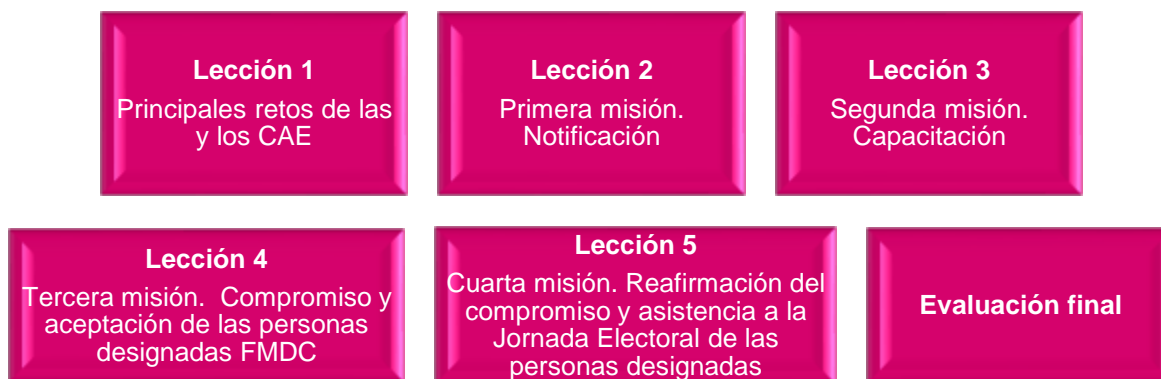 Lección 1
Principales retos de las
y los CAE
Lección 2
Primera misión.
Notificación
Lección 3
Segunda misión.
Capacitación
Lección 4
Tercera misión.  Compromiso y
aceptación de las personas
designadas FMDC
Lección 5
Cuarta misión. Reafirmación del
compromiso y asistencia a la
Jornada Electoral de las
personas designadas
Evaluación final